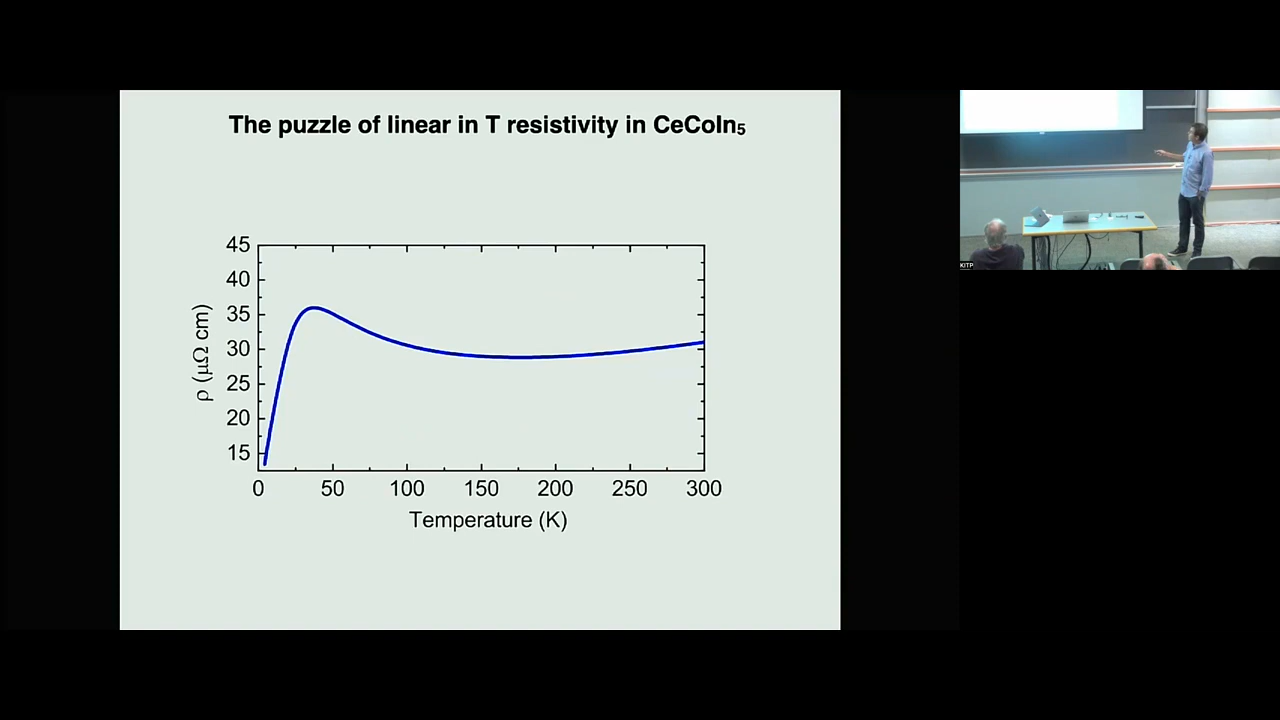 The puzzle of linear in T resistivity in CeCoIn₅
45
40
35
30
25
20
15
ρ (μΩ cm)
0 50 100 150 200 250 300
Temperature (K)
KITP